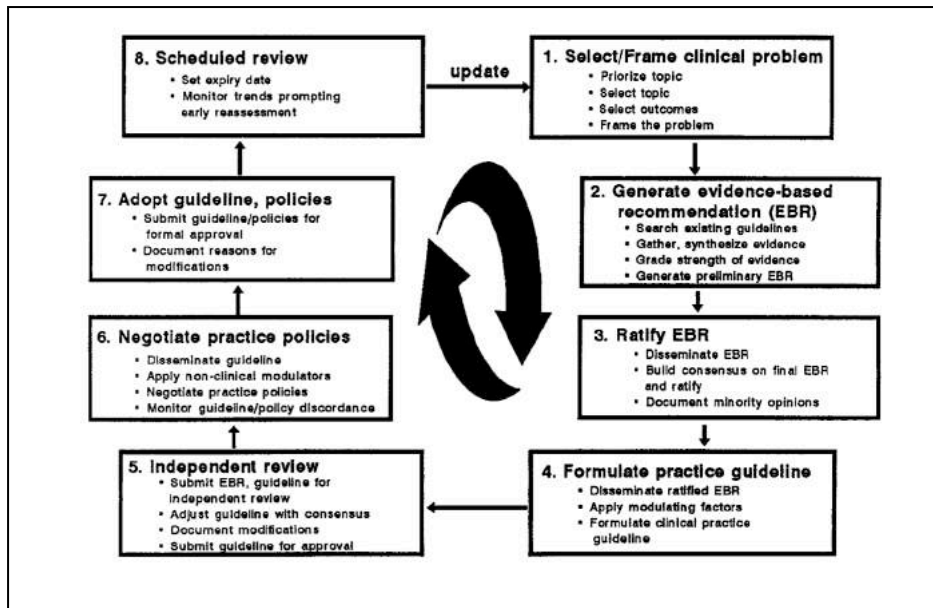 8. Scheduled review
• Set expiry date
• Monitor trends prompting
early reassessment
update
1. Select/Frame clinical problem
• Priorize topic
• Select topic
• Select outcomes
• Frame the problem
2. Generate evidence-based
recommendation (EBR)
• Search existing guidelines
• Gather, synthesize evidence
• Grade strength of evidence
• Generate preliminary EBR
3. Ratify EBR
• Disseminate EBR
• Build consensus on final EBR
and ratify
• Document minority opinions
4. Formulate practice guideline
• Disseminate ratified EBR
• Apply modulating factors
• Formulate clinical practice
guideline
5. Independent review
• Submit EBR, guideline for
independent review
• Adjust guideline with consensus
• Document modifications
• Submit guideline for approval
6. Negotiate practice policies
• Disseminate guideline
• Apply non-clinical modulators
• Negotiate practice policies
• Monitor guideline/policy discordance
7. Adopt guideline, policies
• Submit guideline/policies for
formal approval
• Document reasons for
modifications